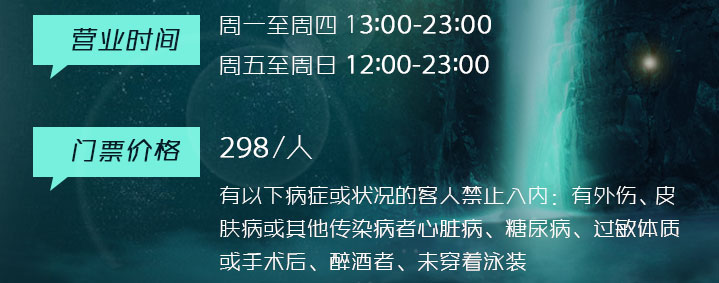 营业时间
周一至周四 13:00-23:00
周五至周日 12:00-23:00
门票价格
298/人
有以下病症或状况的客人禁止入内：有外伤、皮
肤病或其他传染病者心脏病、糖尿病、过敏体质
或手术后、醉酒者、未穿着泳装